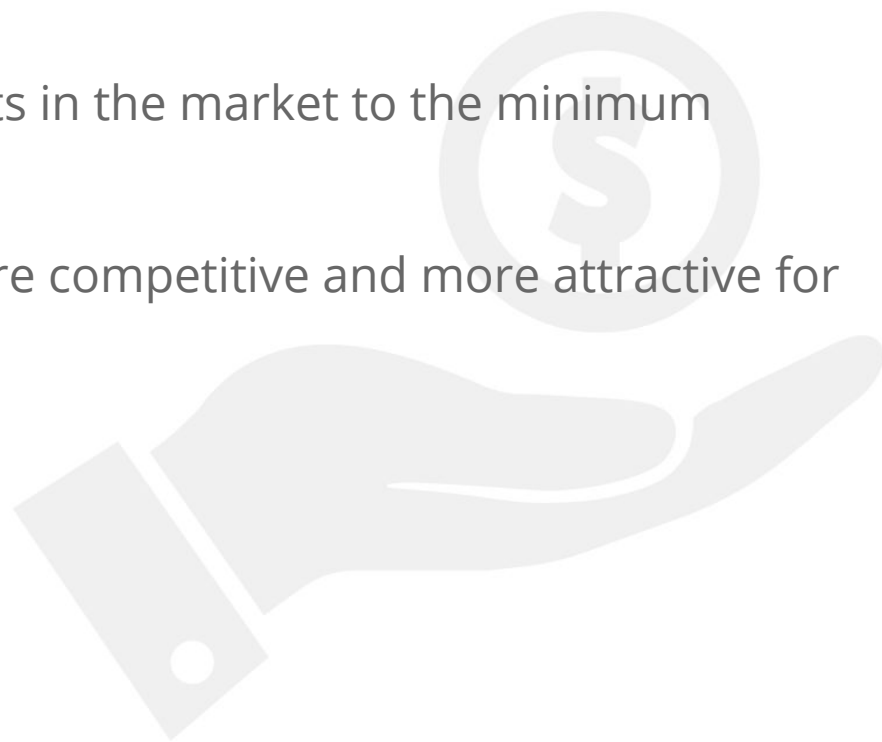 ts in the market to the minimum
re competitive and more attractive for
$